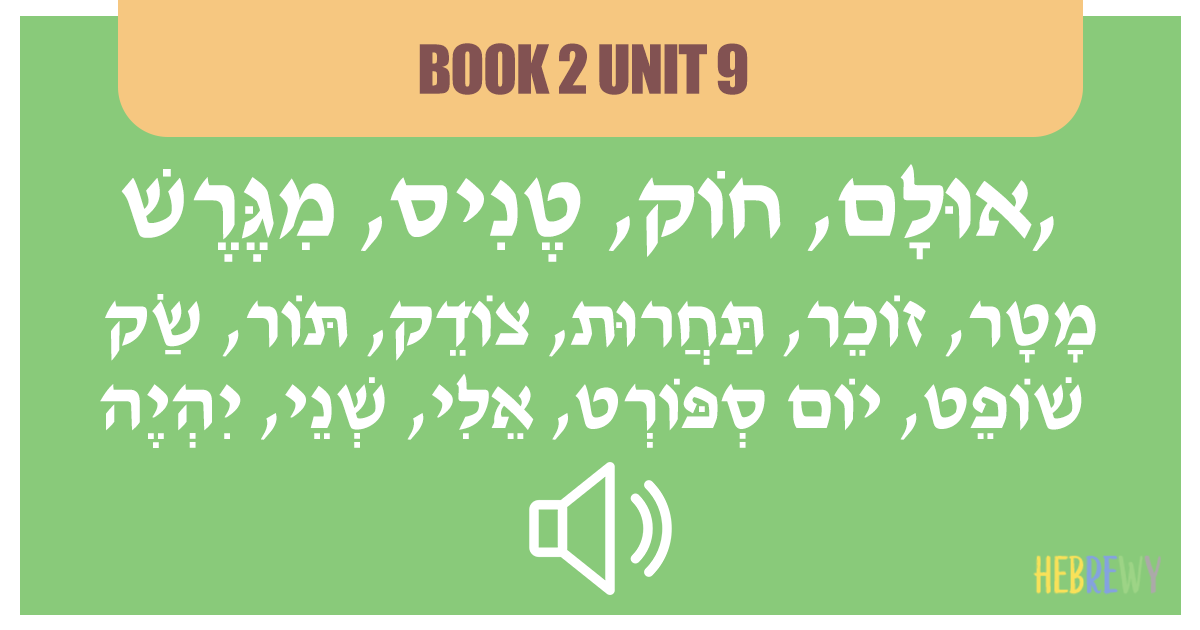 BOOK 2 UNIT 9
,אוּלָם, חוֹק, טֶנִיס, מִגֶּרֶשׁ
מָטָר, זוֹכֵר, תַּחֲרוּת, צוֹדֵק, תּוֹר, שַׂק
שׁוֹפֵט, יוֹם סְפּוֹרְט, אֵלִי, שְׁנֵי, יִהְיֶה
HEBREWY